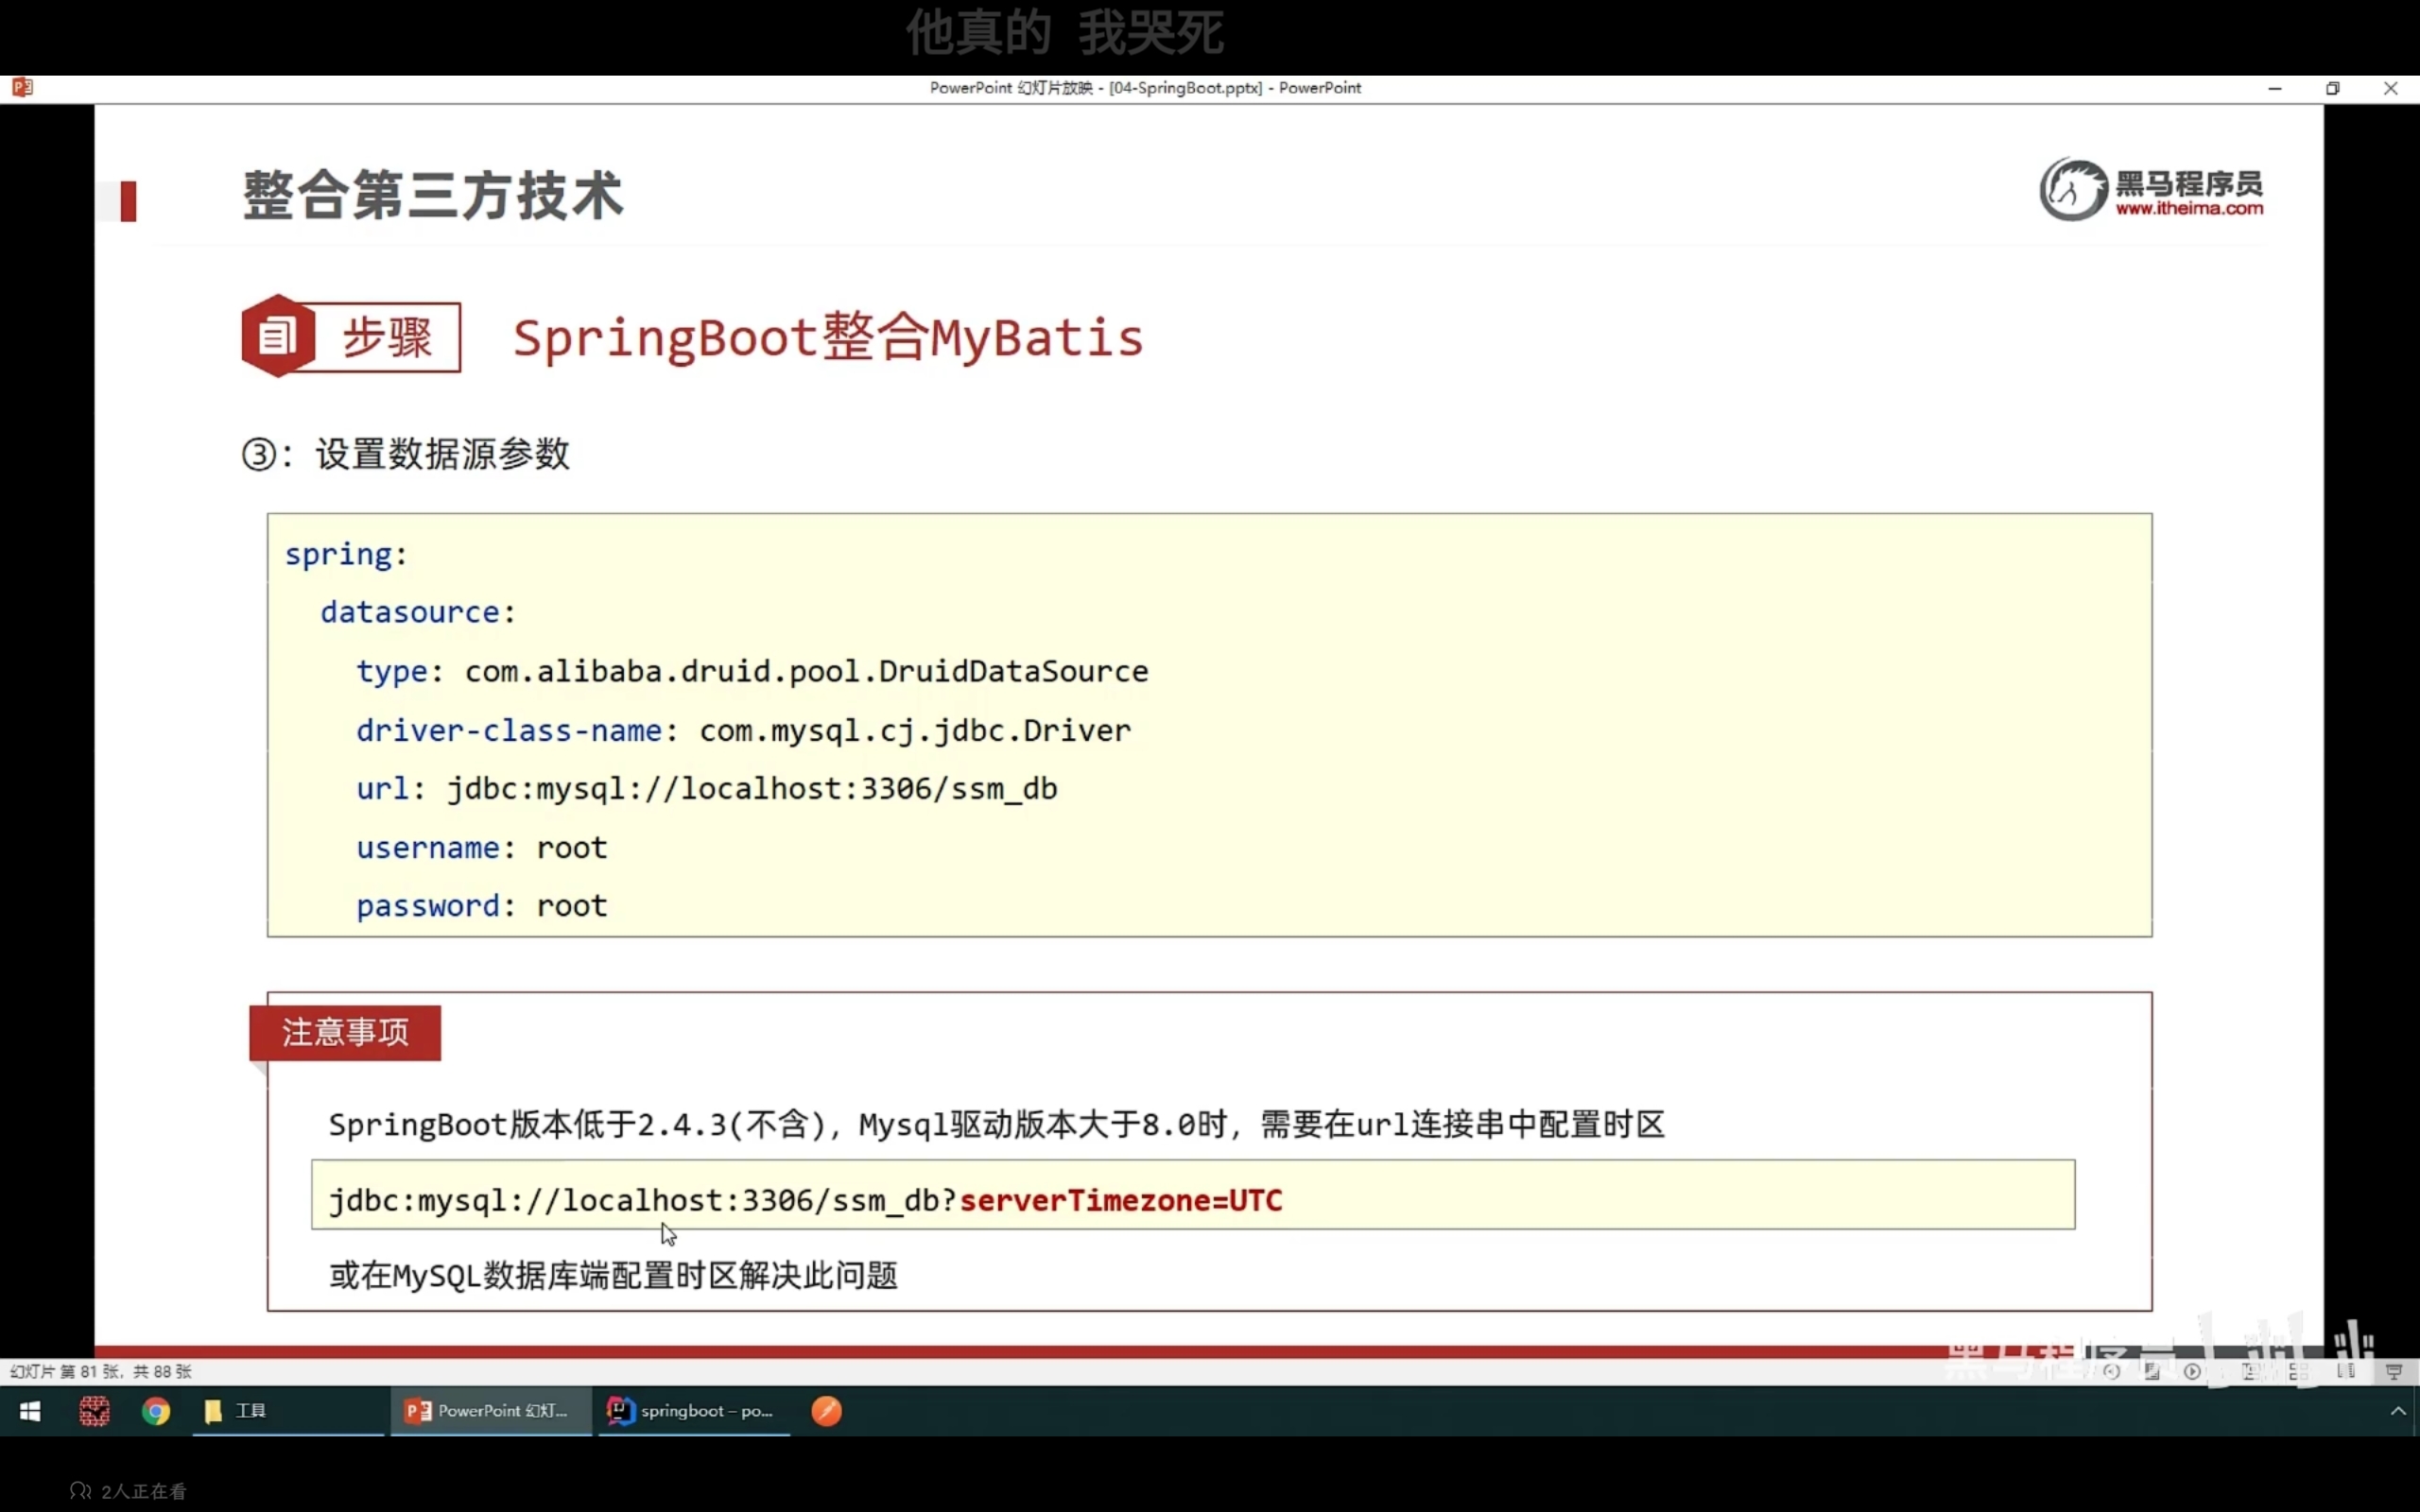 他真的 我哭死
PowerPoint 幻灯片放映 - [04-SpringBoot.pptx] - PowerPoint
整合第三方技术
黑马程序员
www.itheima.com
步骤
SpringBoot整合MyBatis
③：设置数据源参数
spring:
datasource:
type: com.alibaba.druid.pool.DruidDataSource
driver-class-name: com.mysql.cj.jdbc.Driver
url: jdbc:mysql://localhost:3306/ssm_db
username: root
password: root
注意事项
SpringBoot版本低于2.4.3(不含)，Mysql驱动版本大于8.0时，需要在url连接串中配置时区
jdbc:mysql://localhost:3306/ssm_db?serverTimezone=UTC
或在MySQL数据库端配置时区解决此问题
黑马程序员
幻灯片 第 81 张，共 88 张
工具
PowerPoint 幻灯...
springboot – po...
2人正在看